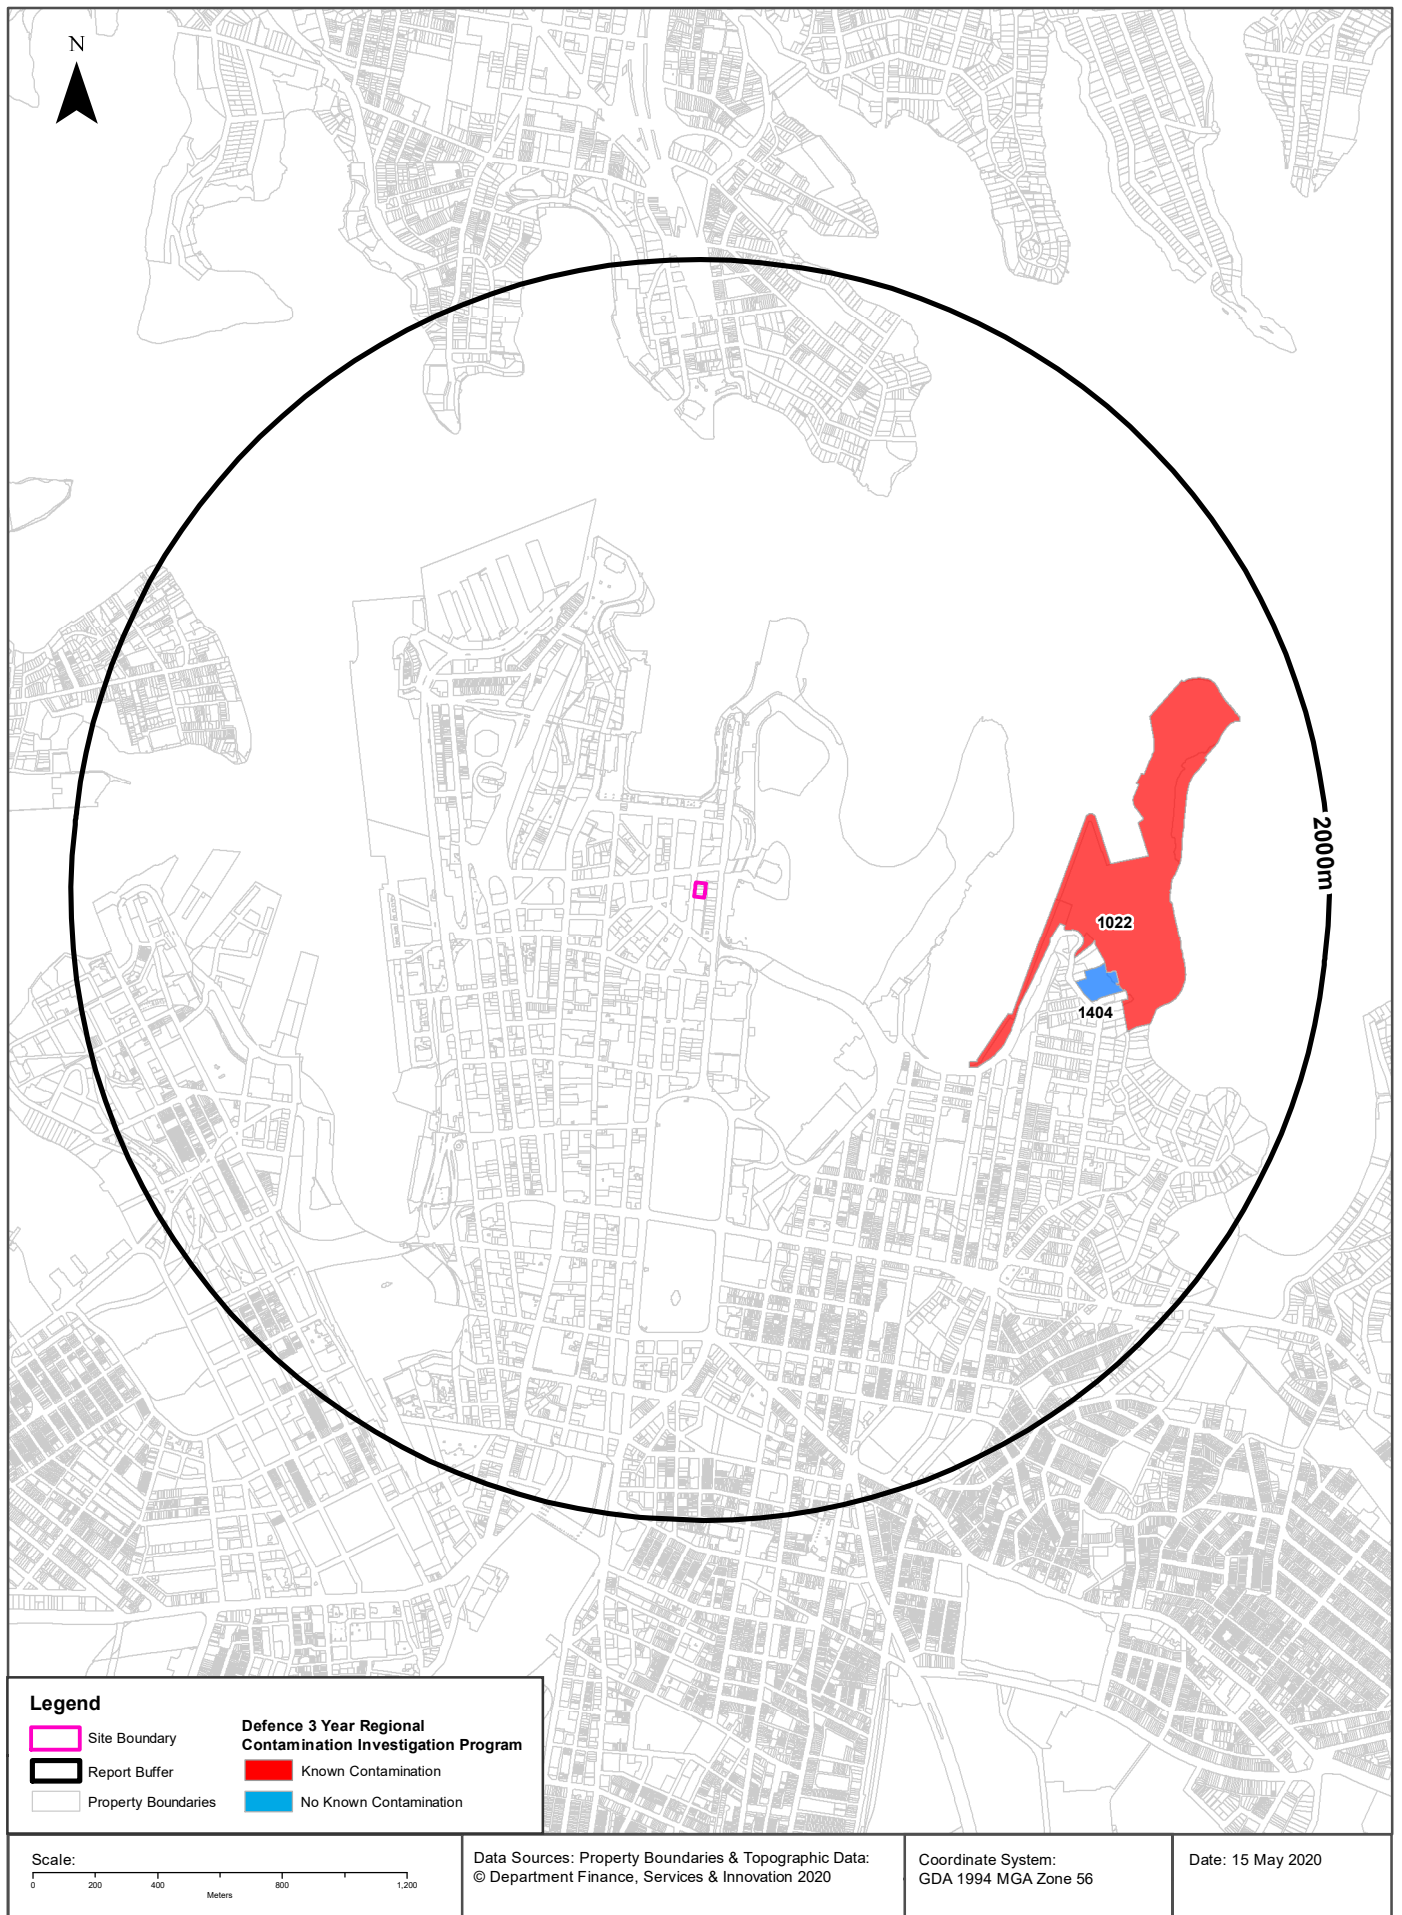 N
2000m
1022
1404
Legend
Site Boundary
Report Buffer
Property Boundaries
Defence 3 Year Regional
Contamination Investigation Program
Known Contamination
No Known Contamination
Scale:
0 200 400 800 1,200
Meters
Data Sources: Property Boundaries & Topographic Data:
© Department Finance, Services & Innovation 2020
Coordinate System:
GDA 1994 MGA Zone 56
Date: 15 May 2020